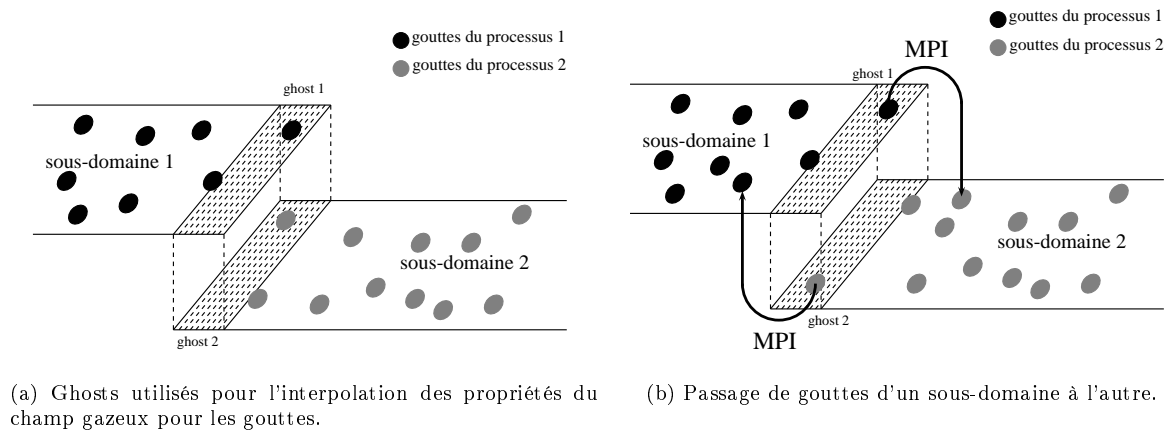 gouttes du processus 1
gouttes du processus 2
ghost 1
sous-domaine 1
sous-domaine 2
ghost 2
(a) Ghosts utilisés pour l'interpolation des propriétés du
champ gazeux pour les gouttes.
gouttes du processus 1
gouttes du processus 2
MPI
ghost 1
sous-domaine 1
sous-domaine 2
ghost 2
MPI
(b) Passage de gouttes d'un sous-domaine à l'autre.